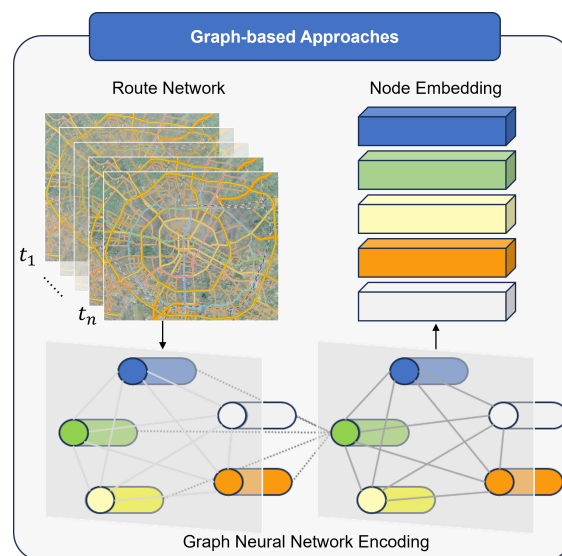 Graph-based Approaches
Route Network
Node Embedding
t₁
......
tₙ
Graph Neural Network Encoding